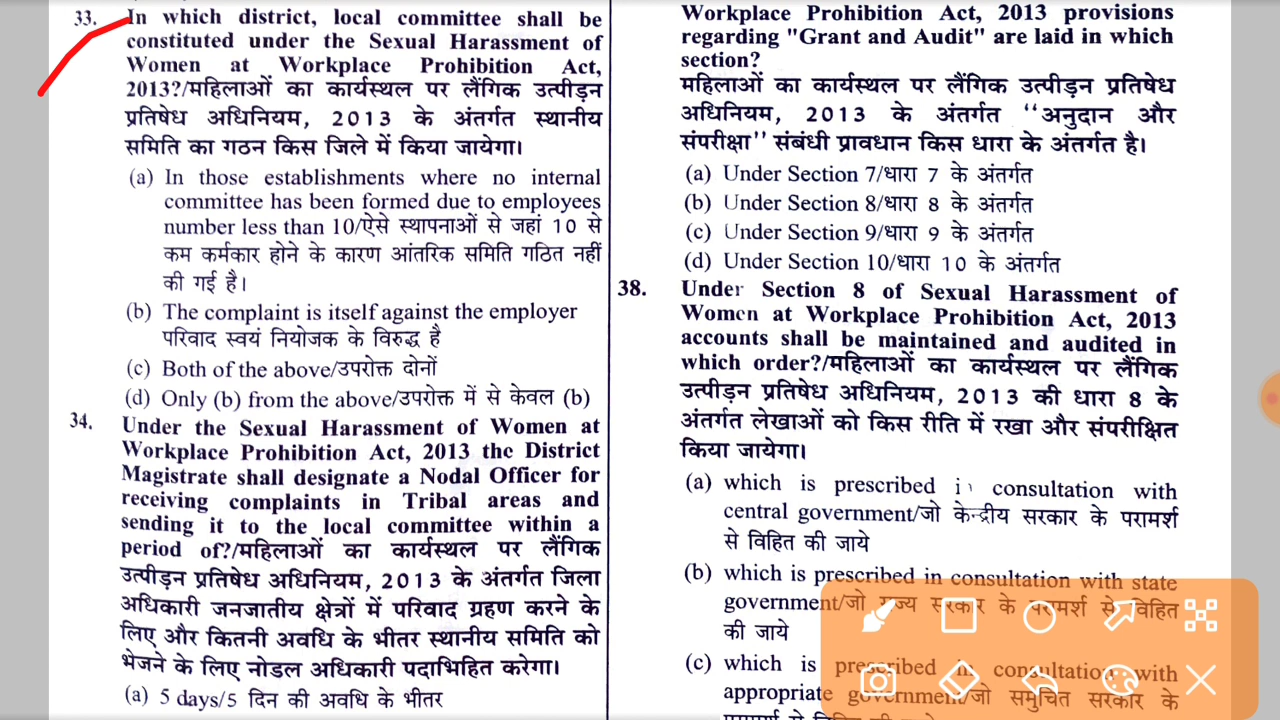 33. In which district, local committee shall be
constituted under the Sexual Harassment of
Women at Workplace Prohibition Act,
2013?/महिलाओं का कार्यस्थल पर लैंगिक उत्पीड़न
प्रतिषेध अधिनियम, 2013 के अंतर्गत स्थानीय
समिति का गठन किस जिले में किया जायेगा।
(a) In those establishments where no internal
committee has been formed due to employees
number less than 10/ऐसे स्थापनाओं से जहां 10 से
कम कर्मकार होने के कारण आंतरिक समिति गठित नहीं
की गई है।
(b) The complaint is itself against the employer
परिवाद स्वयं नियोजक के विरुद्ध है
(c) Both of the above/उपरोक्त दोनों
(d) Only (b) from the above/उपरोक्त में से केवल (b)
34. Under the Sexual Harassment of Women at
Workplace Prohibition Act, 2013 the District
Magistrate shall designate a Nodal Officer for
receiving complaints in Tribal areas and
sending it to the local committee within a
period of?/महिलाओं का कार्यस्थल पर लैंगिक
उत्पीड़न प्रतिषेध अधिनियम, 2013 के अंतर्गत जिला
अधिकारी जनजातीय क्षेत्रों में परिवाद ग्रहण करने के
लिए और कितनी अवधि के भीतर स्थानीय समिति को
भेजने के लिए नोडल अधिकारी पदाभिहित करेगा।
(a) 5 days/5 दिन की अवधि के भीतर
Workplace Prohibition Act, 2013 provisions
regarding "Grant and Audit" are laid in which
section?
महिलाओं का कार्यस्थल पर लैंगिक उत्पीड़न प्रतिषेध
अधिनियम, 2013 के अंतर्गत ‘‘अनुदान और
संपरीक्षा’’ संबंधी प्रावधान किस धारा के अंतर्गत है।
(a) Under Section 7/धारा 7 के अंतर्गत
(b) Under Section 8/धारा 8 के अंतर्गत
(c) Under Section 9/धारा 9 के अंतर्गत
(d) Under Section 10/धारा 10 के अंतर्गत
38. Under Section 8 of Sexual Harassment of
Women at Workplace Prohibition Act, 2013
accounts shall be maintained and audited in
which order?/महिलाओं का कार्यस्थल पर लैंगिक
उत्पीड़न प्रतिषेध अधिनियम, 2013 की धारा 8 के
अंतर्गत लेखाओं को किस रीति में रखा और संपरीक्षित
किया जायेगा।
(a) which is prescribed in consultation with
central government/जो केन्द्रीय सरकार के परामर्श
से विहित की जाये
(b) which is prescribed in consultation with state
government/जो राज्य सरकार के परामर्श से विहित
की जाये
(c) which is prescribed in consultation with
appropriate government/जो समुचित सरकार के